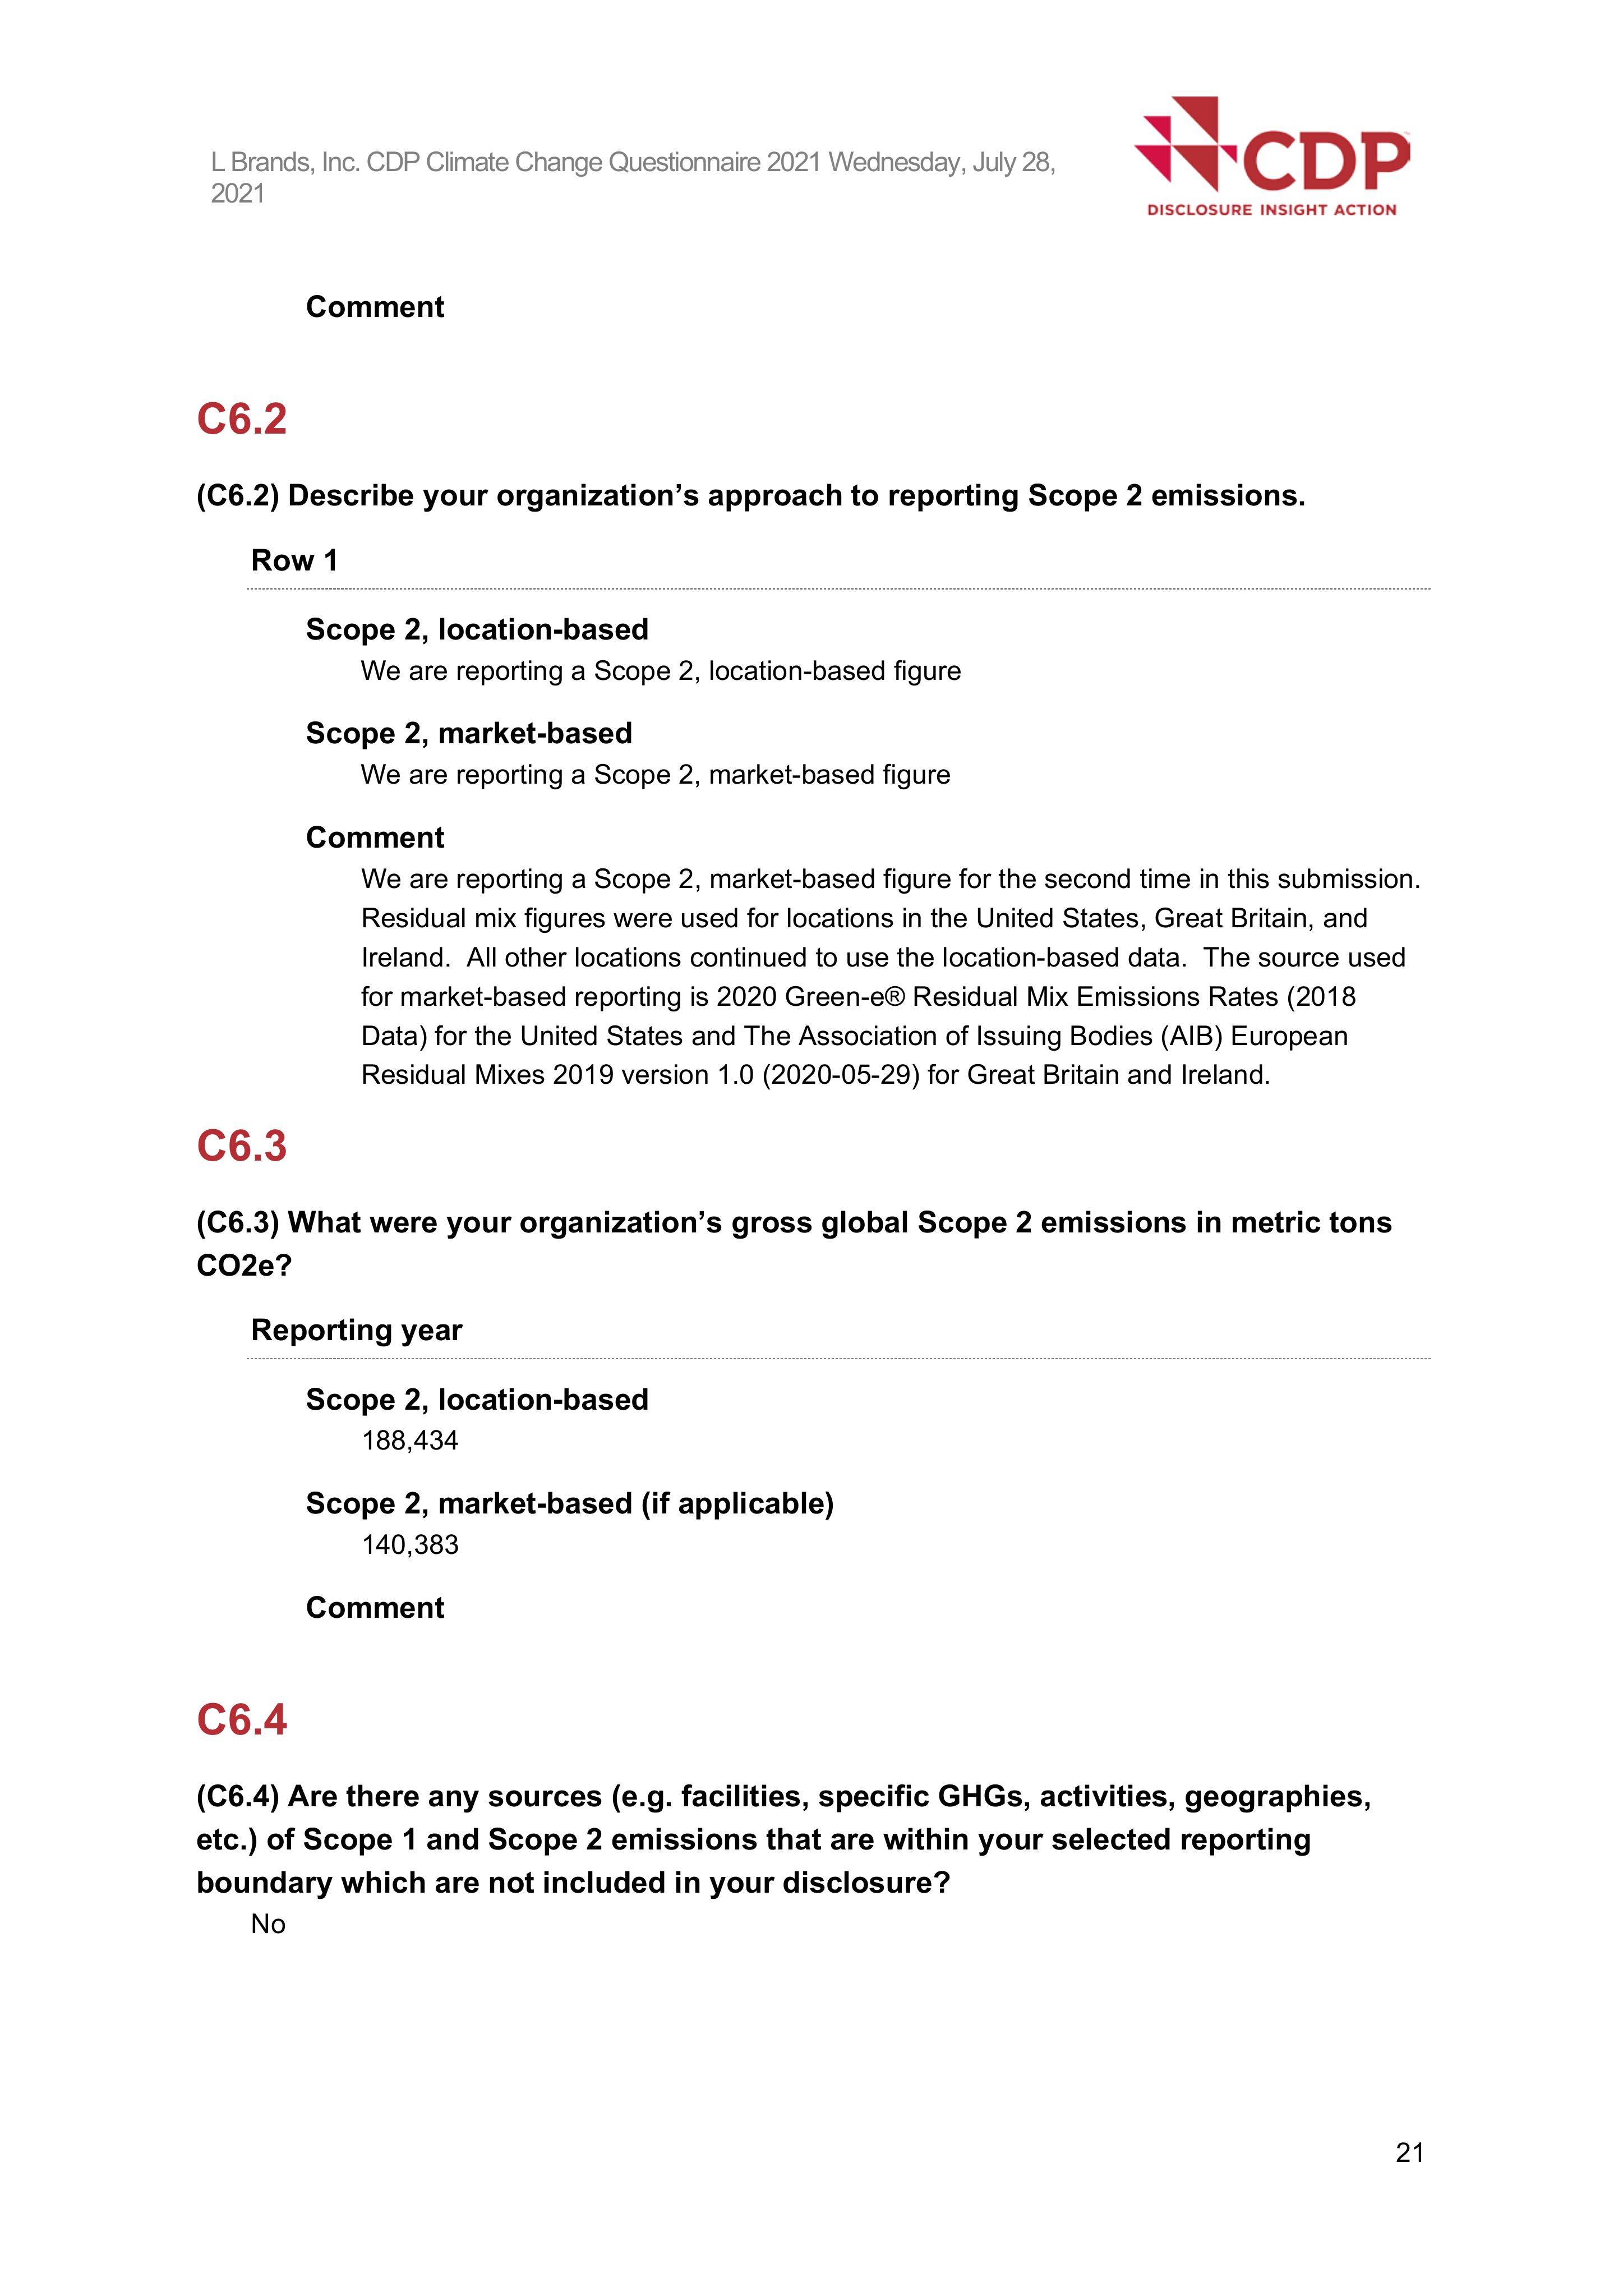 L Brands, Inc. CDP Climate Change Questionnaire 2021 Wednesday, July 28,
2021
CDP
DISCLOSURE INSIGHT ACTION
Comment
C6.2
(C6.2) Describe your organization’s approach to reporting Scope 2 emissions.
Row 1
Scope 2, location-based
We are reporting a Scope 2, location-based figure
Scope 2, market-based
We are reporting a Scope 2, market-based figure
Comment
We are reporting a Scope 2, market-based figure for the second time in this submission.
Residual mix figures were used for locations in the United States, Great Britain, and
Ireland.  All other locations continued to use the location-based data.  The source used
for market-based reporting is 2020 Green-e® Residual Mix Emissions Rates (2018
Data) for the United States and The Association of Issuing Bodies (AIB) European
Residual Mixes 2019 version 1.0 (2020-05-29) for Great Britain and Ireland.
C6.3
(C6.3) What were your organization’s gross global Scope 2 emissions in metric tons
CO2e?
Reporting year
Scope 2, location-based
188,434
Scope 2, market-based (if applicable)
140,383
Comment
C6.4
(C6.4) Are there any sources (e.g. facilities, specific GHGs, activities, geographies,
etc.) of Scope 1 and Scope 2 emissions that are within your selected reporting
boundary which are not included in your disclosure?
No
21